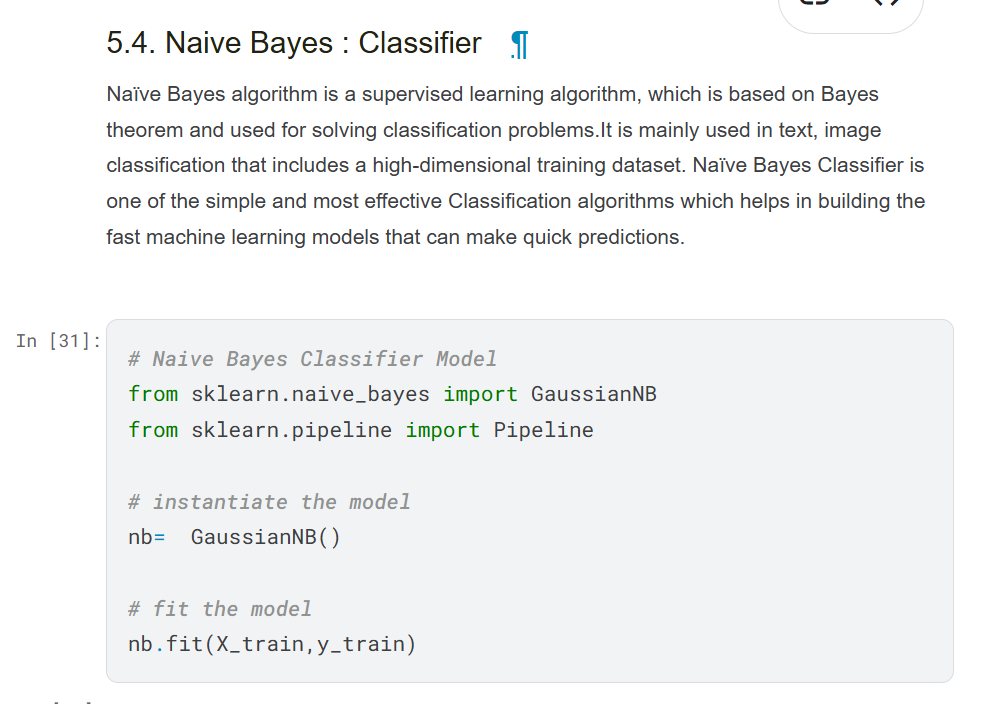 5.4. Naive Bayes : Classifier ¶
Naïve Bayes algorithm is a supervised learning algorithm, which is based on Bayes
theorem and used for solving classification problems.It is mainly used in text, image
classification that includes a high-dimensional training dataset. Naïve Bayes Classifier is
one of the simple and most effective Classification algorithms which helps in building the
fast machine learning models that can make quick predictions.
In [31]:
# Naive Bayes Classifier Model
from sklearn.naive_bayes import GaussianNB
from sklearn.pipeline import Pipeline
# instantiate the model
nb=  GaussianNB()
# fit the model
nb.fit(X_train,y_train)